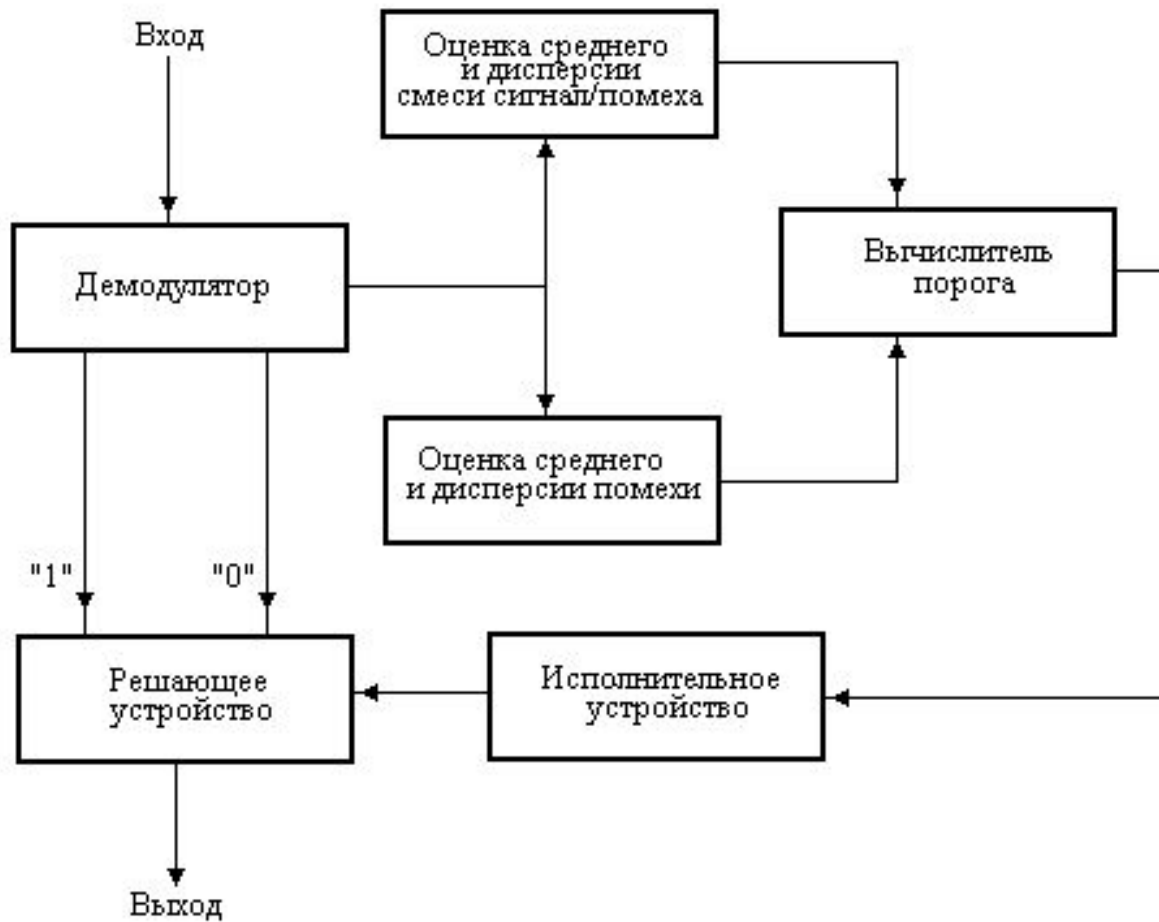 Вход
Оценка среднего
и дисперсии
смеси сигнал/помеха
Демодулятор
Вычислитель
порога
Оценка среднего
и дисперсии помехи
"1"
"0"
Решающее
устройство
Исполнительное
устройство
Выход